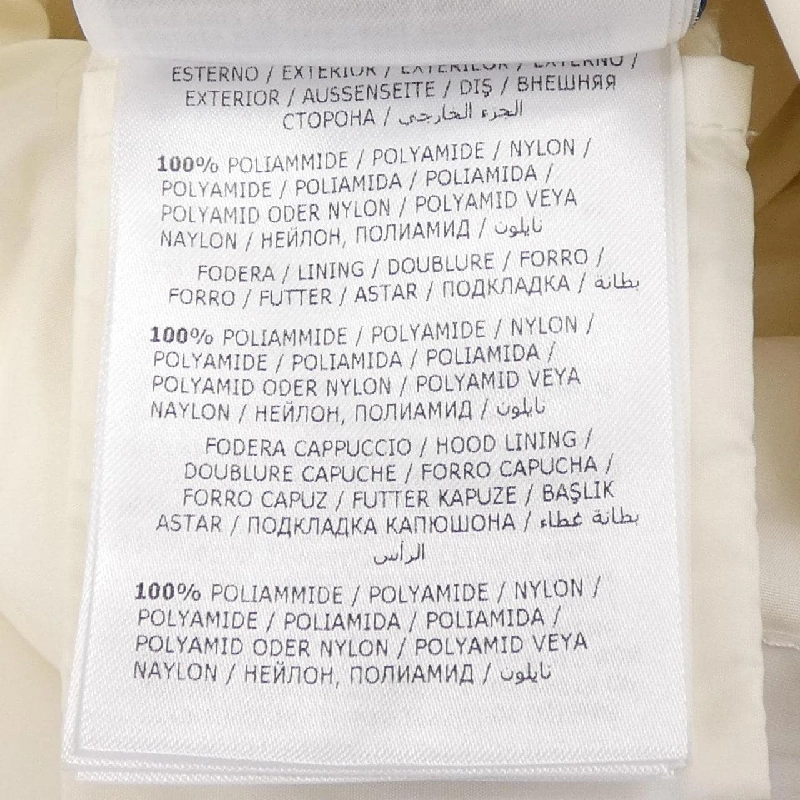 ESTERNO / EXTERIOR / EXTÉRIEUR / EXTERNO /
EXTERIOR / AUSSENSEITE / DIŞ / ВНЕШНЯЯ
СТОРОНА / الجزء الخارجي
100% POLIAMMIDE / POLYAMIDE / NYLON /
POLYAMIDE / POLIAMIDA / POLIAMIDA /
POLYAMID ODER NYLON / POLYAMID VEYA
NAYLON / НЕЙЛОН, ПОЛИАМИД / نايلون
FODERA / LINING / DOUBLURE / FORRO /
FORRO / FUTTER / ASTAR / ПОДКЛАДКА / بطانة
100% POLIAMMIDE / POLYAMIDE / NYLON /
POLYAMIDE / POLIAMIDA / POLIAMIDA /
POLYAMID ODER NYLON / POLYAMID VEYA
NAYLON / НЕЙЛОН, ПОЛИАМИД / نايلون
FODERA CAPPUCCIO / HOOD LINING /
DOUBLURE CAPUCHE / FORRO CAPUCHA /
FORRO CAPUZ / FUTTER KAPUZE / BAŞLIK
ASTAR / ПОДКЛАДКА КАПЮШОНА / بطانة غطاء
الرأس
100% POLIAMMIDE / POLYAMIDE / NYLON /
POLYAMIDE / POLIAMIDA / POLIAMIDA /
POLYAMID ODER NYLON / POLYAMID VEYA
NAYLON / НЕЙЛОН, ПОЛИАМИД / نايلون